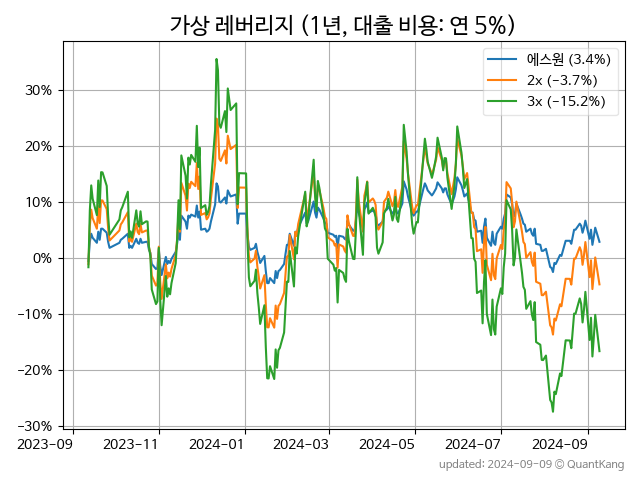 가상 레버리지 (1년, 대출 비용: 연 5%)
에스원 (3.4%)
2x (−3.7%)
3x (−15.2%)
30%
20%
10%
0%
−10%
−20%
−30%
2023-09
2023-11
2024-01
2024-03
2024-05
2024-07
2024-09
updated: 2024-09-09 © QuantKang